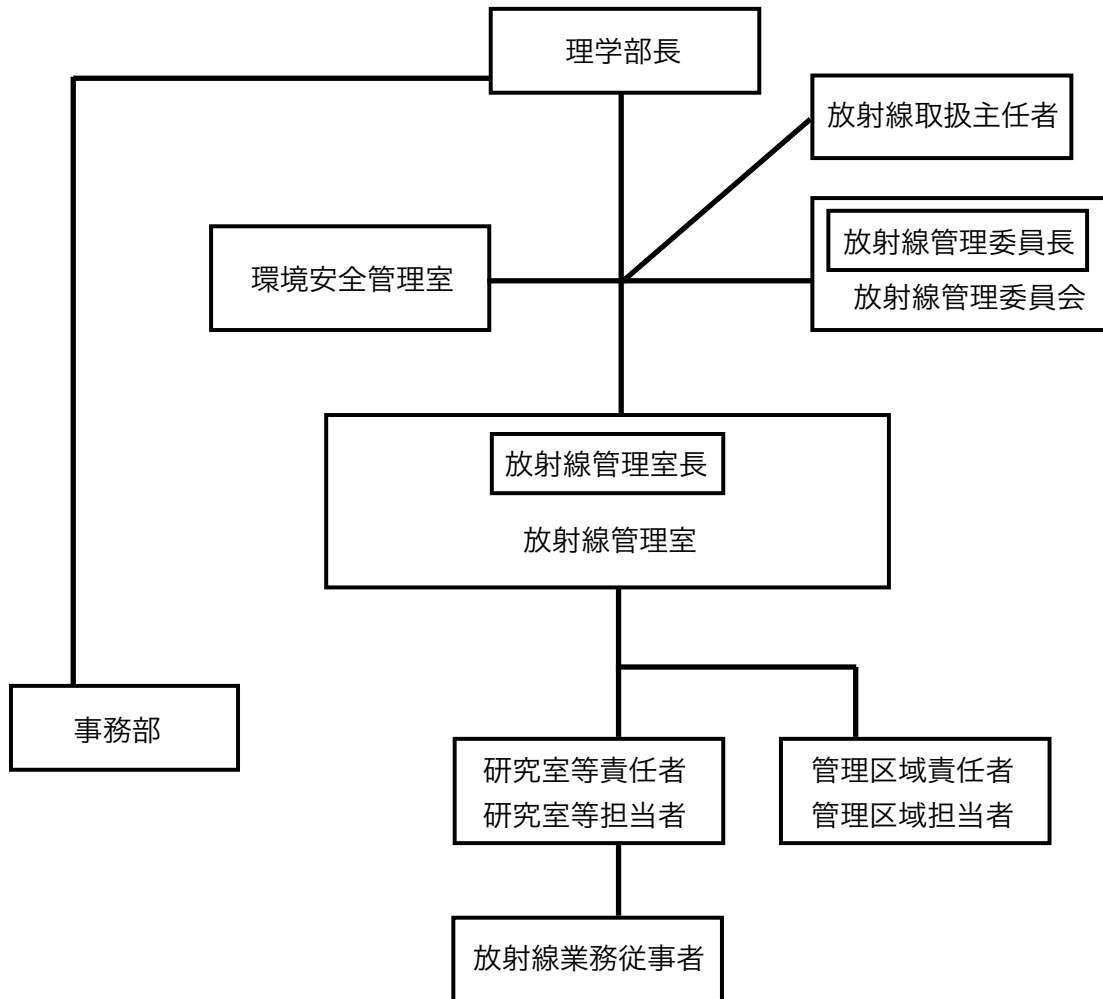 理学部長
放射線取扱主任者
放射線管理委員長
環境安全管理室
放射線管理委員会
放射線管理室長
放射線管理室
事務部
研究室等責任者
研究室等担当者
管理区域責任者
管理区域担当者
放射線業務従事者